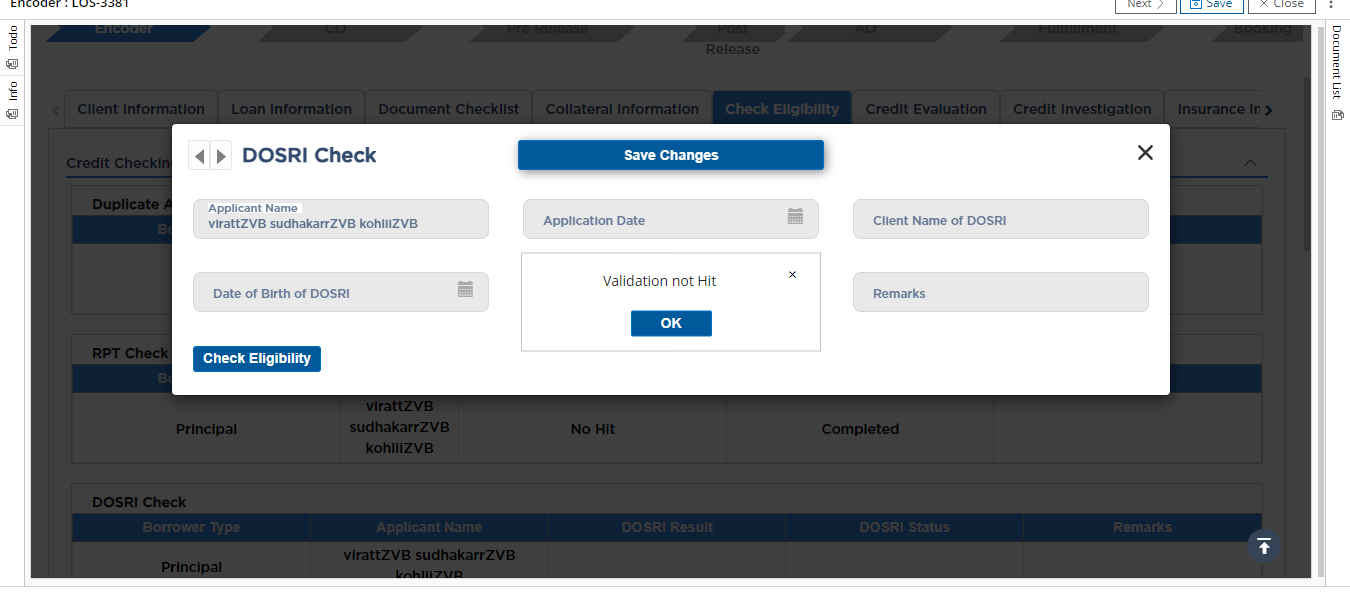 Encoder : LOS-3381
Next
Save
Close
Todo
Info
Document List
Encoder
CO
Pre Release
Post
Release
AO
Fulfillment
Booking
Client Information
Loan Information
Document Checklist
Collateral Information
Check Eligibility
Credit Evaluation
Credit Investigation
Insurance In
Credit Checkin
DOSRI Check
Save Changes
Duplicate A
Bo
Applicant Name
virattZVB sudhakarrZVB kohliiZVB
Application Date
Client Name of DOSRI
Date of Birth of DOSRI
Validation not Hit
OK
Remarks
Check Eligibility
RPT Check
Bo
Principal
virattZVB
sudhakarrZVB
kohliiZVB
No Hit
Completed
DOSRI Check
Borrower Type
Applicant Name
DOSRI Result
DOSRI Status
Remarks
Principal
virattZVB sudhakarrZVB
kohliiZVB